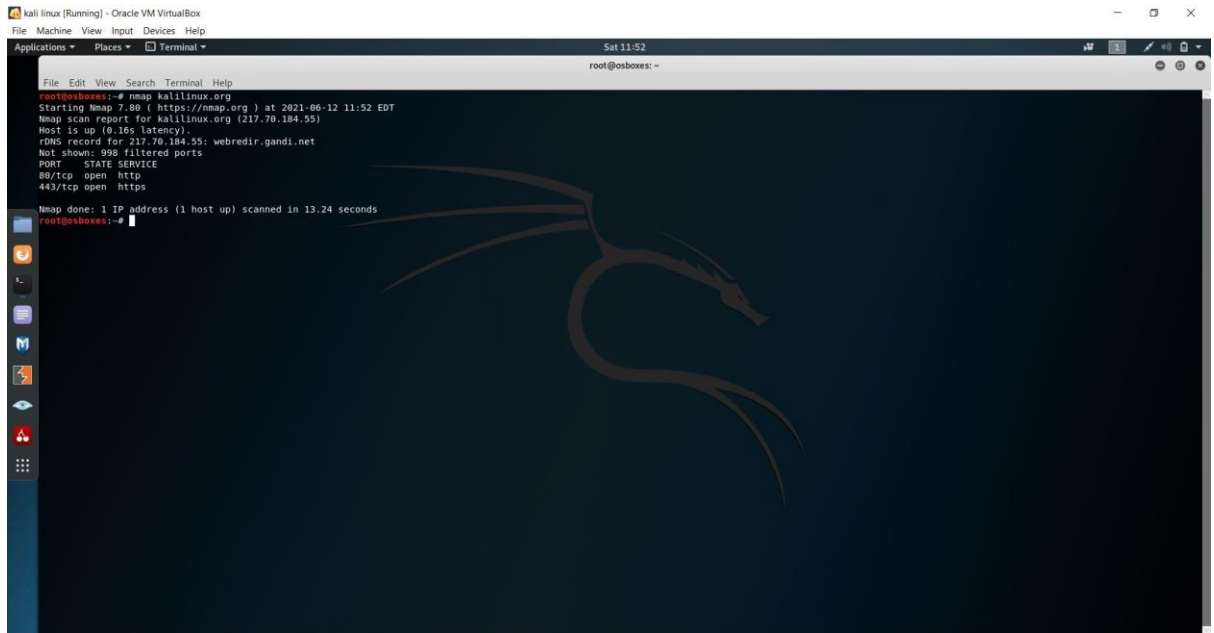 kali linux [Running] - Oracle VM VirtualBox
File Machine View Input Devices Help
Applications Places Terminal Sat 11:52 1
root@osboxes: ~
File Edit View Search Terminal Help
root@osboxes:~# nmap kalilinux.org
Starting Nmap 7.80 ( https://nmap.org ) at 2021-06-12 11:52 EDT
Nmap scan report for kalilinux.org (217.70.184.55)
Host is up (0.16s latency).
rDNS record for 217.70.184.55: webredir.gandi.net
Not shown: 998 filtered ports
PORT STATE SERVICE
80/tcp open http
443/tcp open https
Nmap done: 1 IP address (1 host up) scanned in 13.24 seconds
root@osboxes:~#